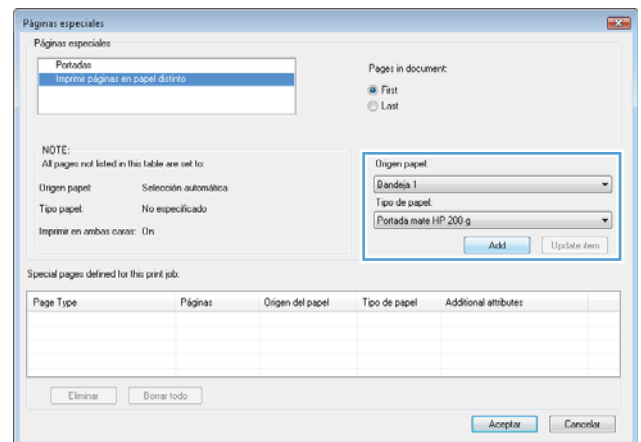 Páginas especiales
Páginas especiales
Portadas
Imprimir páginas en papel distinto
Pages in document:
First
Last
NOTE:
All pages not listed in this table are set to:
Origen papel: Selección automática
Tipo papel: No especificado
Imprimir en ambas caras: On
Origen papel:
Bandeja 1
Tipo de papel:
Portada mate HP 200 g
Add Update item
Special pages defined for this print job:
Page Type Páginas Origen del papel Tipo de papel Additional attributes
Eliminar Borrar todo
Aceptar Cancelar